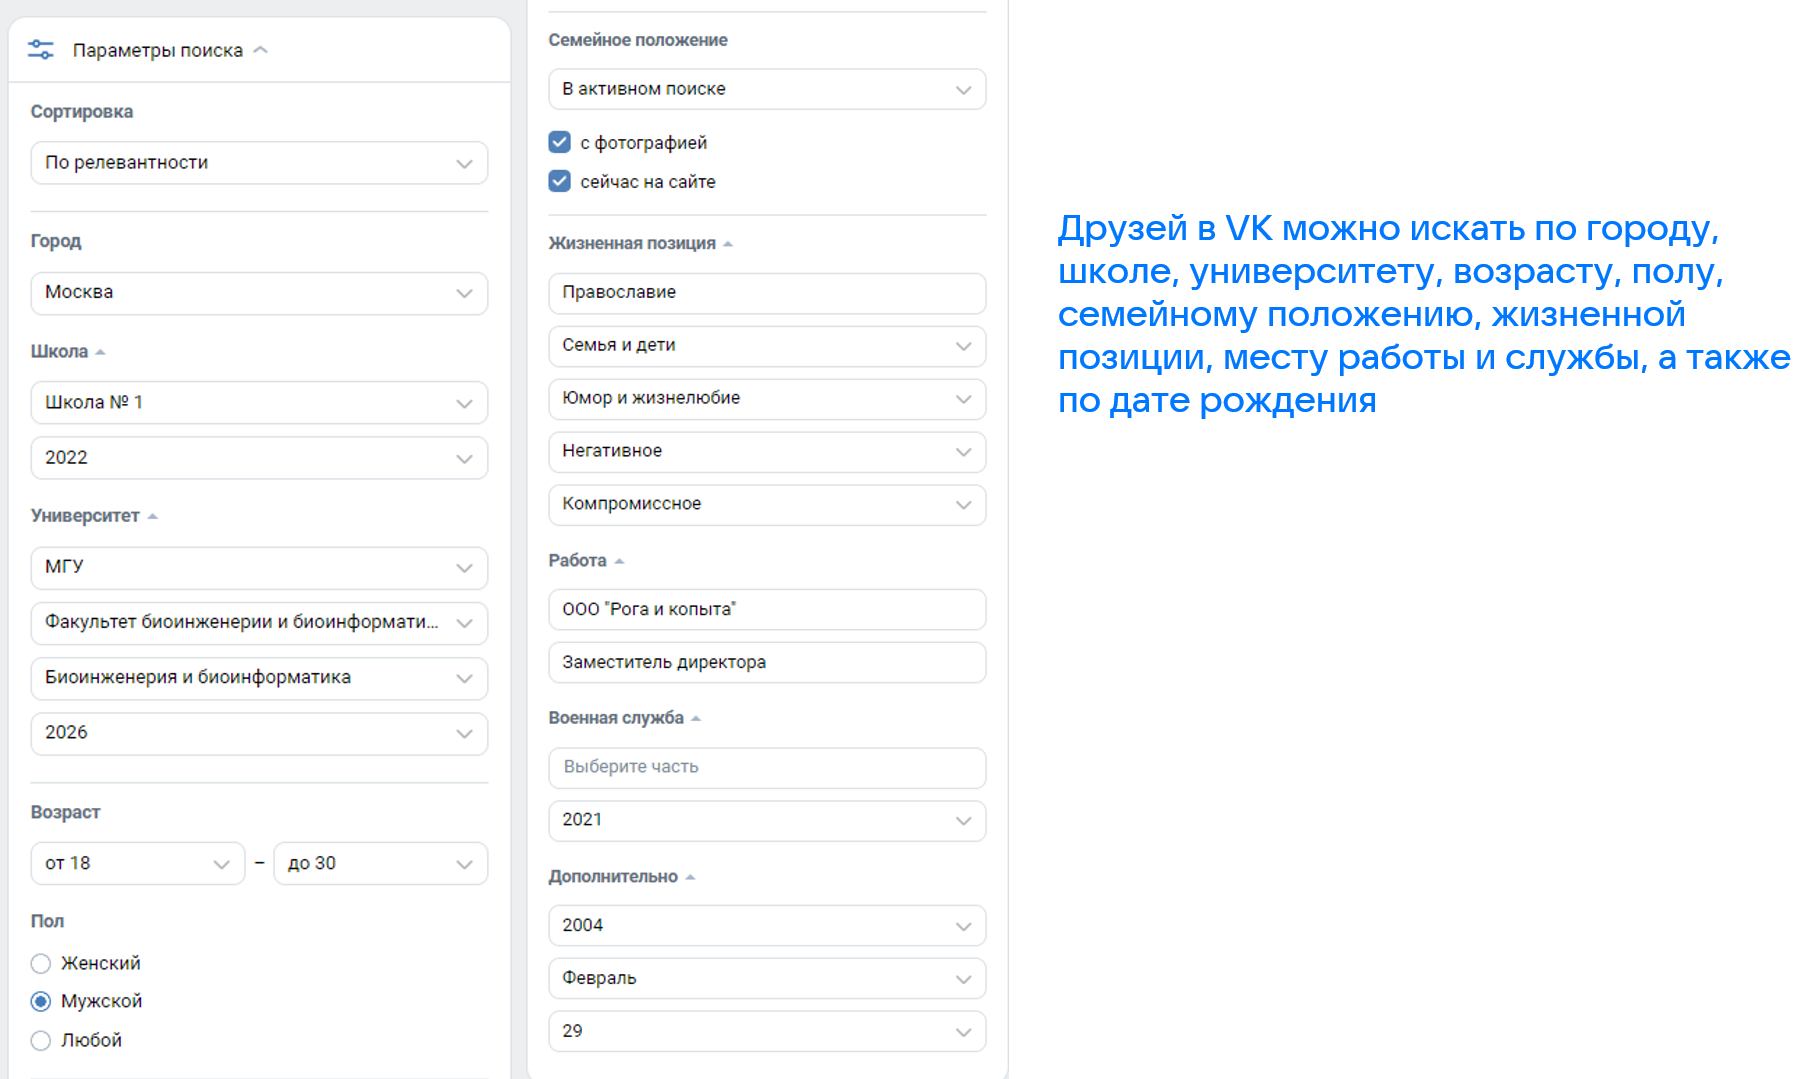 Параметры поиска
Сортировка
По релевантности
Город
Москва
Школа
Школа № 1
2022
Университет
МГУ
Факультет биоинженерии и биоинформати...
Биоинженерия и биоинформатика
2026
Возраст
от 18 – до 30
Пол
Женский
Мужской
Любой
Семейное положение
В активном поиске
с фотографией
сейчас на сайте
Жизненная позиция
Православие
Семья и дети
Юмор и жизнелюбие
Негативное
Компромиссное
Работа
ООО "Рога и копыта"
Заместитель директора
Военная служба
Выберите часть
2021
Дополнительно
2004
Февраль
29
Друзей в VK можно искать по городу,
школе, университету, возрасту, полу,
семейному положению, жизненной
позиции, месту работы и службы, а также
по дате рождения